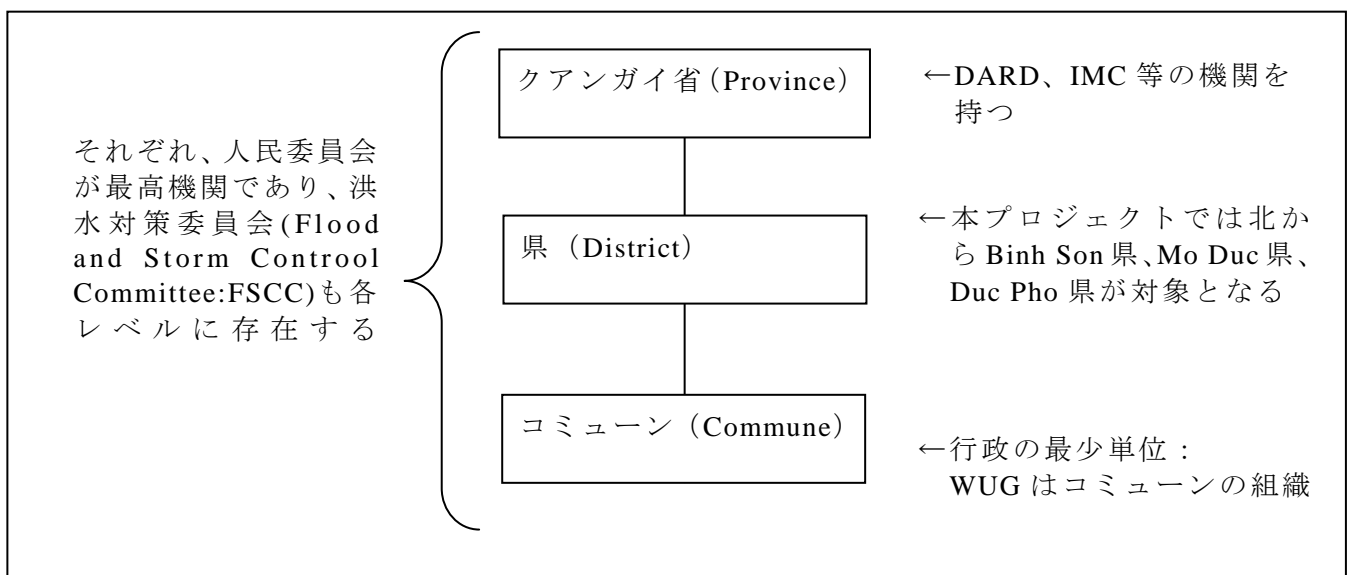 それぞれ、人民委員会
が最高機関であり、洪
水対策委員会(Flood
and Storm Controol
Committee:FSCC)も各
レベルに存在する
クアンガイ省（Province）
←DARD、IMC 等の機関を
持つ
県（District）
←本プロジェクトでは北か
ら Binh Son 県、Mo Duc 県、
Duc Pho 県が対象となる
コミューン（Commune）
←行政の最少単位：
WUG はコミューンの組織